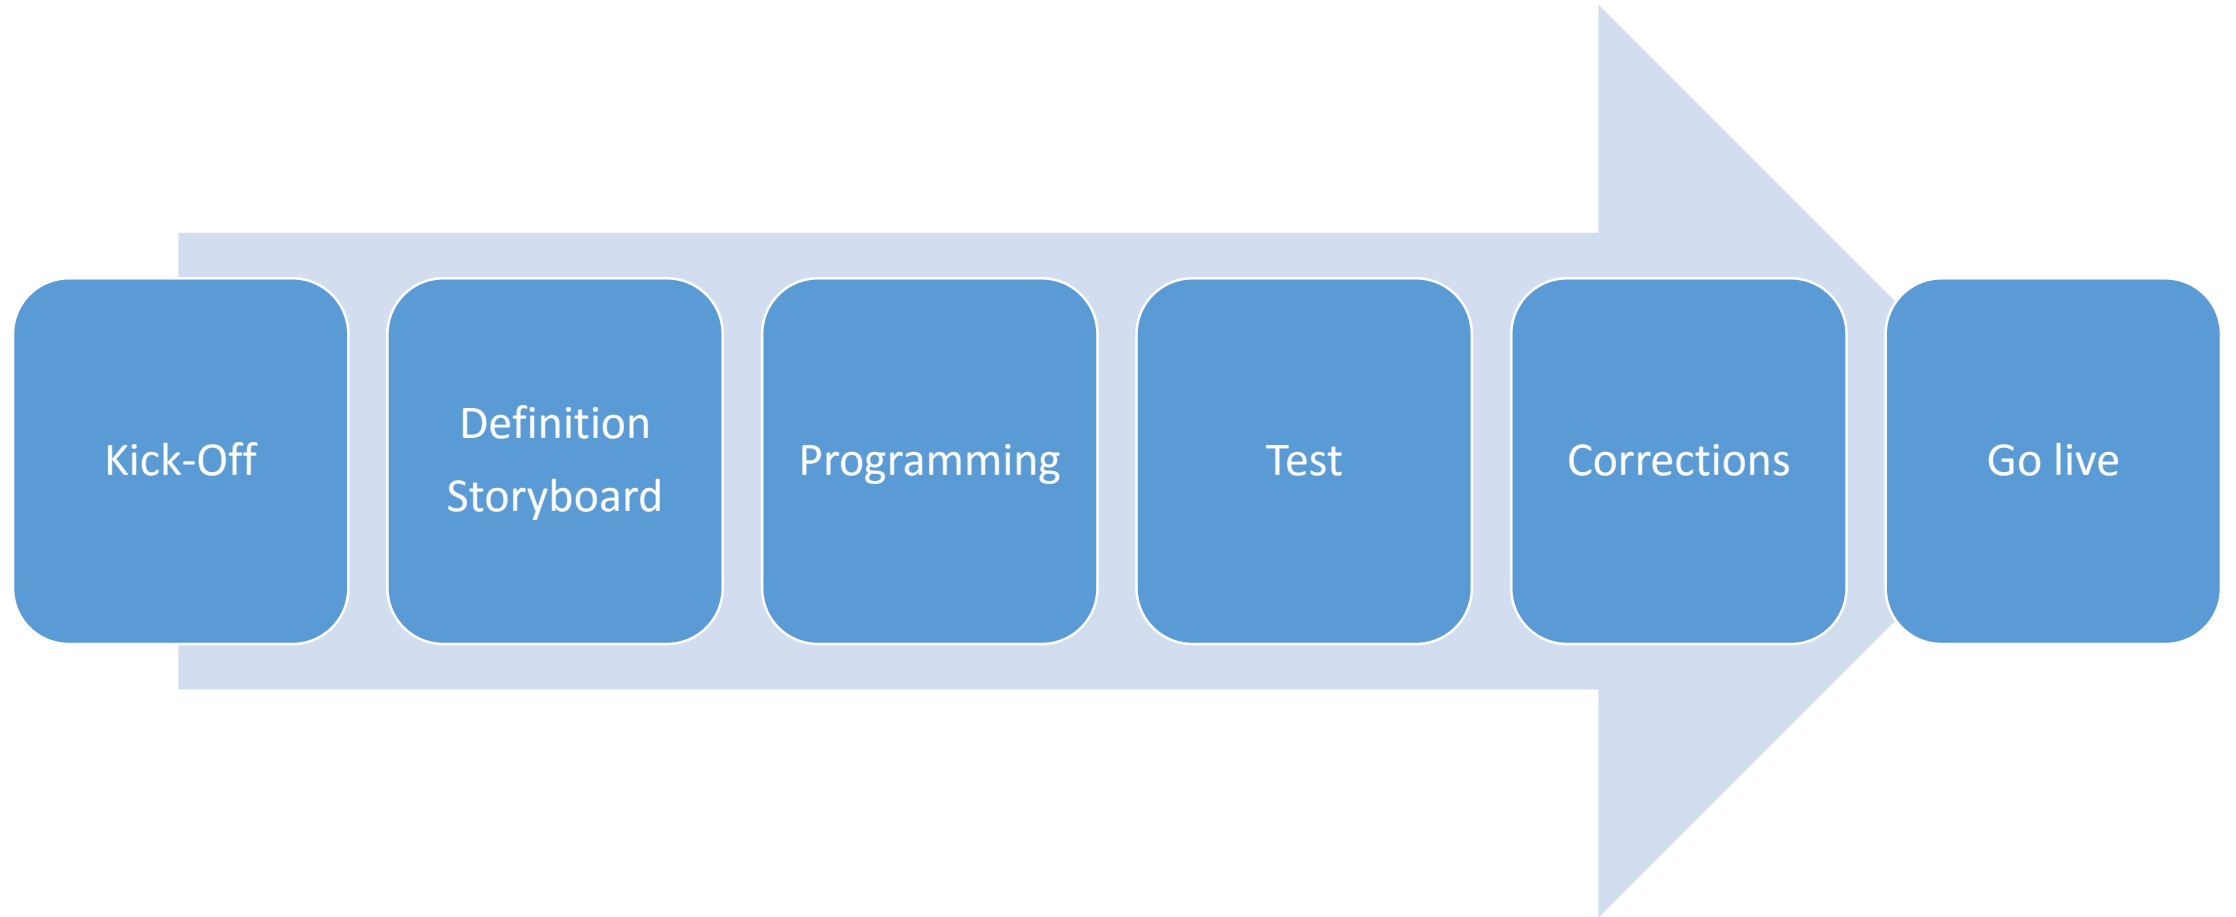 Kick-Off
Definition
Storyboard
Programming
Test
Corrections
Go live